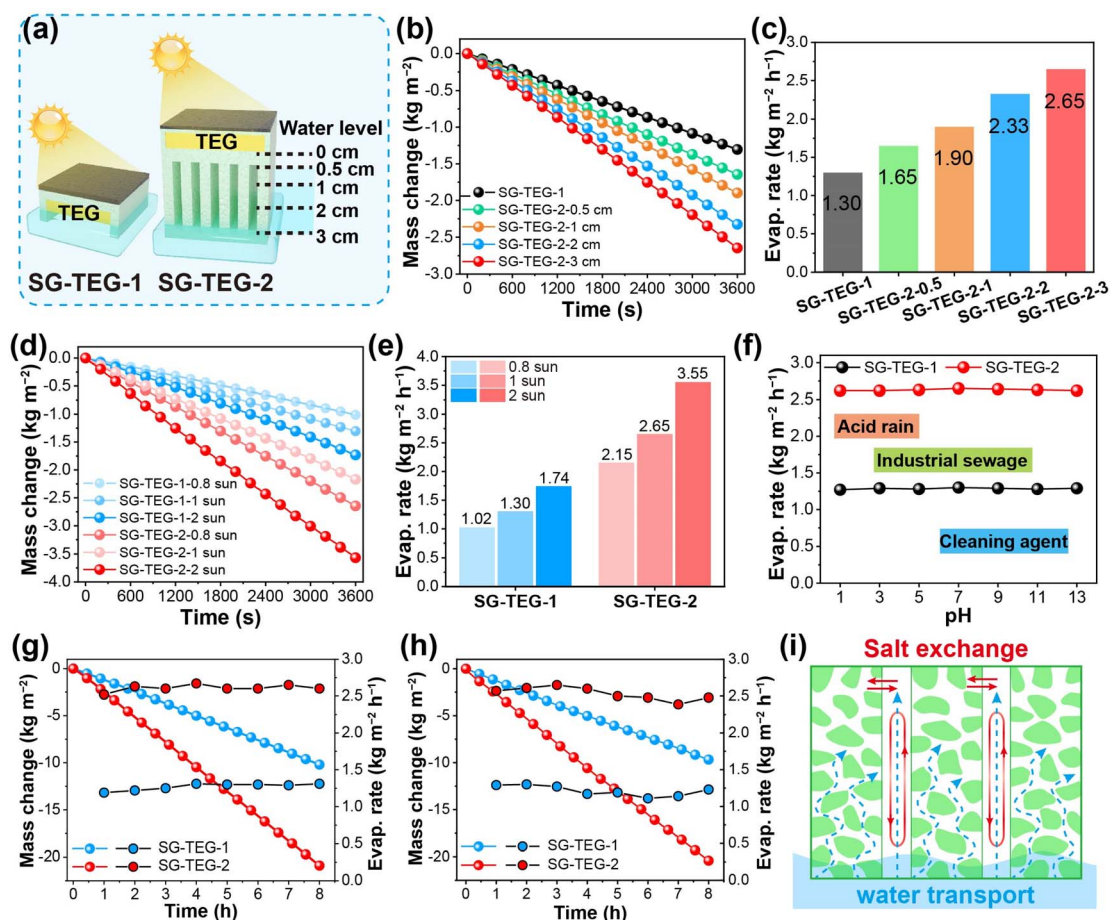 (a)
TEG
Water level
0 cm
0.5 cm
1 cm
2 cm
3 cm
TEG
SG-TEG-1
SG-TEG-2
(b)
Mass change (kg m⁻²)
0.0
-0.5
-1.0
-1.5
-2.0
-2.5
-3.0
SG-TEG-1
SG-TEG-2-0.5 cm
SG-TEG-2-1 cm
SG-TEG-2-2 cm
SG-TEG-2-3 cm
0 600 1200 1800 2400 3000 3600
Time (s)
(c)
Evap. rate (kg m⁻² h⁻¹)
3.0
2.5
2.0
1.5
1.0
0.5
0.0
1.30
1.65
1.90
2.33
2.65
SG-TEG-1
SG-TEG-2-0.5
SG-TEG-2-1
SG-TEG-2-2
SG-TEG-2-3
(d)
Mass change (kg m⁻²)
0.0
-0.5
-1.0
-1.5
-2.0
-2.5
-3.0
-3.5
-4.0
SG-TEG-1-0.8 sun
SG-TEG-1-1 sun
SG-TEG-1-2 sun
SG-TEG-2-0.8 sun
SG-TEG-2-1 sun
SG-TEG-2-2 sun
0 600 1200 1800 2400 3000 3600
Time (s)
(e)
Evap. rate (kg m⁻² h⁻¹)
4.0
3.5
3.0
2.5
2.0
1.5
1.0
0.5
0.0
0.8 sun
1 sun
2 sun
1.02
1.30
1.74
2.15
2.65
3.55
SG-TEG-1
SG-TEG-2
(f)
Evap. rate (kg m⁻² h⁻¹)
3.0
2.5
2.0
1.5
1.0
0.5
0.0
SG-TEG-1
SG-TEG-2
Acid rain
Industrial sewage
Cleaning agent
1 3 5 7 9 11 13
pH
(g)
Mass change (kg m⁻²)
0
-5
-10
-15
-20
SG-TEG-1
SG-TEG-2
0 1 2 3 4 5 6 7 8
Time (h)
3.0
2.5
2.0
1.5
1.0
0.5
0.0
Evap. rate (kg m⁻² h⁻¹)
(h)
Mass change (kg m⁻²)
0
-5
-10
-15
-20
SG-TEG-1
SG-TEG-2
0 1 2 3 4 5 6 7 8
Time (h)
3.0
2.5
2.0
1.5
1.0
0.5
0.0
Evap. rate (kg m⁻² h⁻¹)
(i)
Salt exchange
water transport